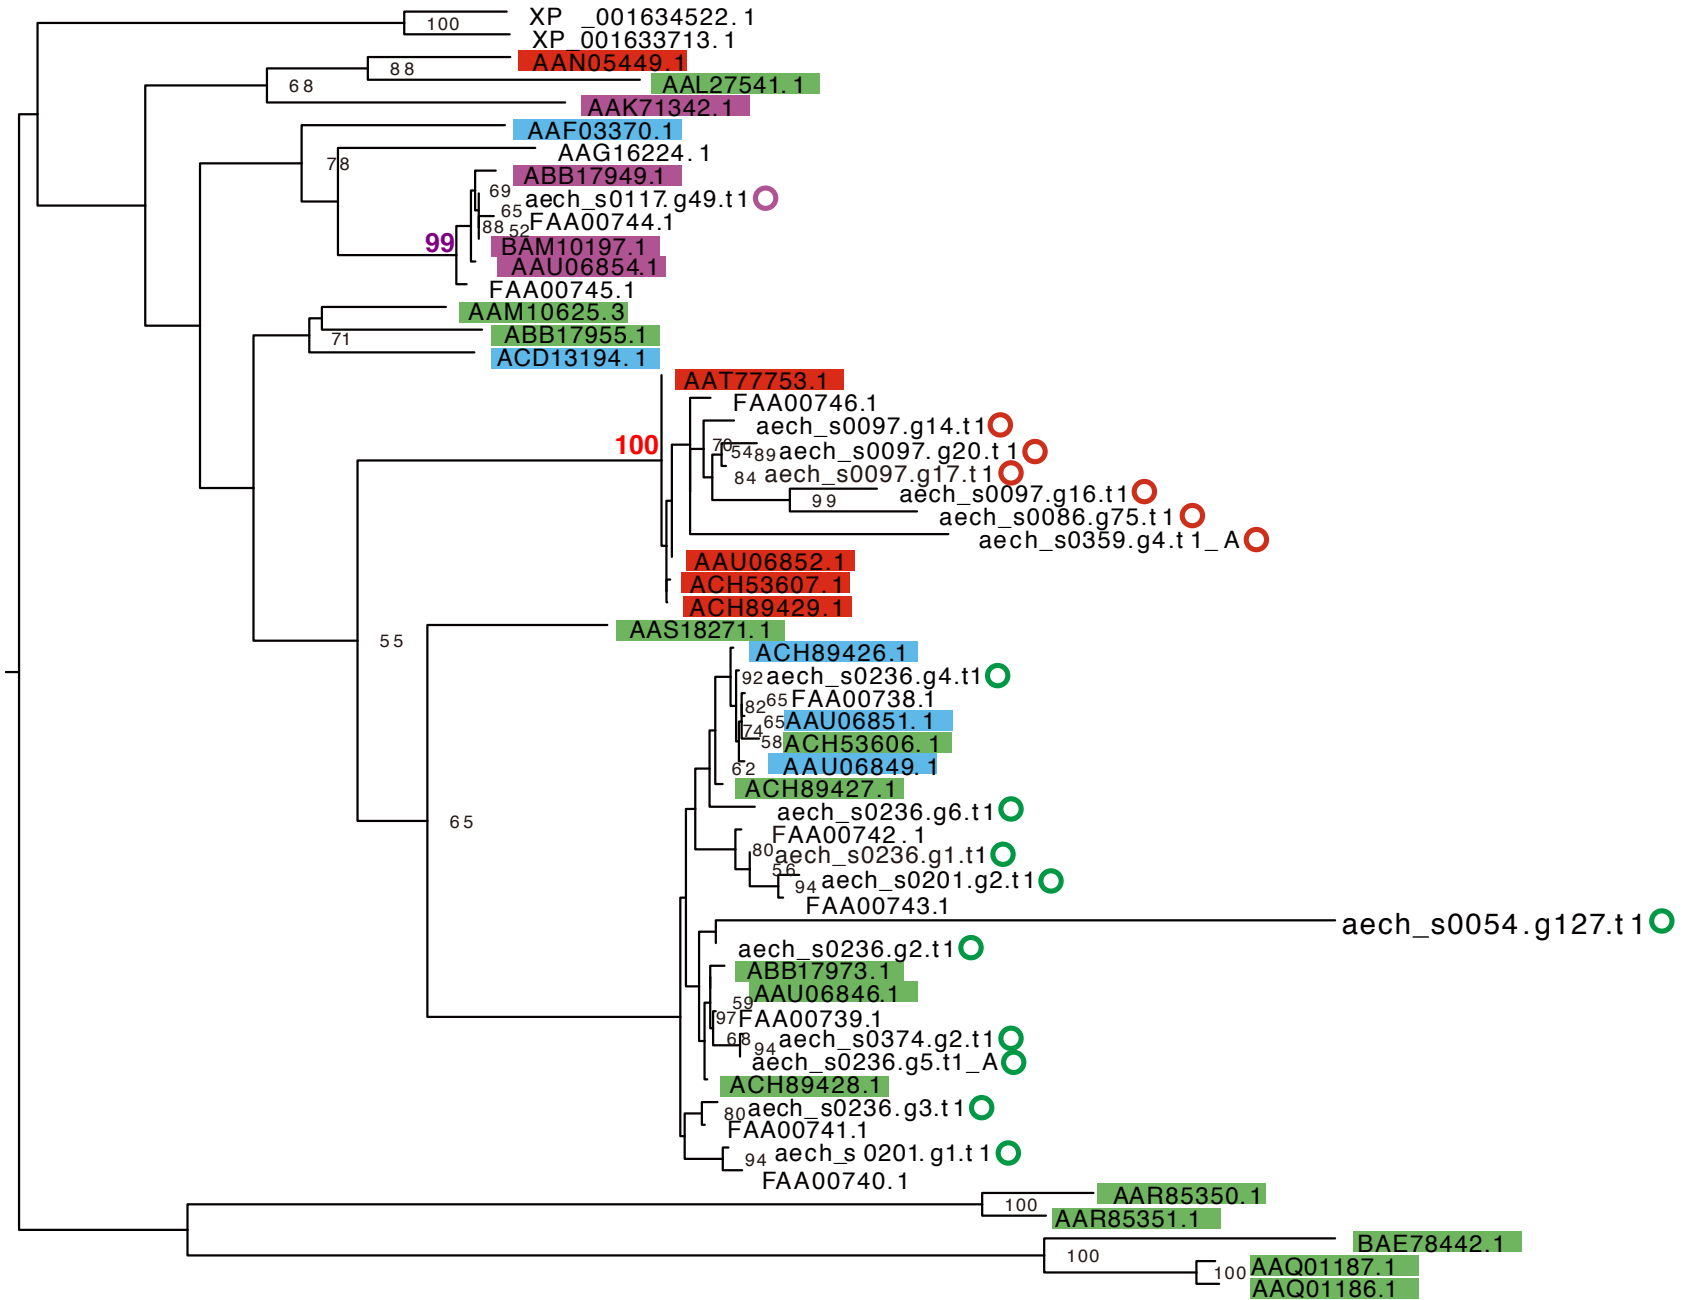 XP _001634522.1
100
XP_001633713.1
AAN05449.1
88
68
AAL27541.1
AAK71342.1
AAF03370.1
AAG16224.1
78
ABB17949.1
69
aech_s0117.g49.t1
65
FAA00744.1
88
52
99
BAM10197.1
AAU06854.1
FAA00745.1
AAM10625.3
ABB17955.1
71
ACD13194.1
AAT77753.1
FAA00746.1
aech_s0097.g14.t1
100
70
54
89
aech_s0097.g20.t1
84
aech_s0097.g17.t1
aech_s0097.g16.t1
99
aech_s0086.g75.t1
aech_s0359.g4.t1_A
AAU06852.1
ACH53607.1
ACH89429.1
AAS18271.1
55
ACH89426.1
92
aech_s0236.g4.t1
82
65
FAA00738.1
65
AAU06851.1
74
58
ACH53606.1
62
AAU06849.1
ACH89427.1
aech_s0236.g6.t1
65
FAA00742.1
80
aech_s0236.g1.t1
56
94
aech_s0201.g2.t1
FAA00743.1
aech_s0054.g127.t1
aech_s0236.g2.t1
ABB17973.1
AAU06846.1
59
97
FAA00739.1
68
94
aech_s0374.g2.t1
aech_s0236.g5.t1_A
ACH89428.1
80
aech_s0236.g3.t1
FAA00741.1
94
aech_s0201.g1.t1
FAA00740.1
AAR85350.1
100
AAR85351.1
BAE78442.1
100
100
AAQ01187.1
AAQ01186.1